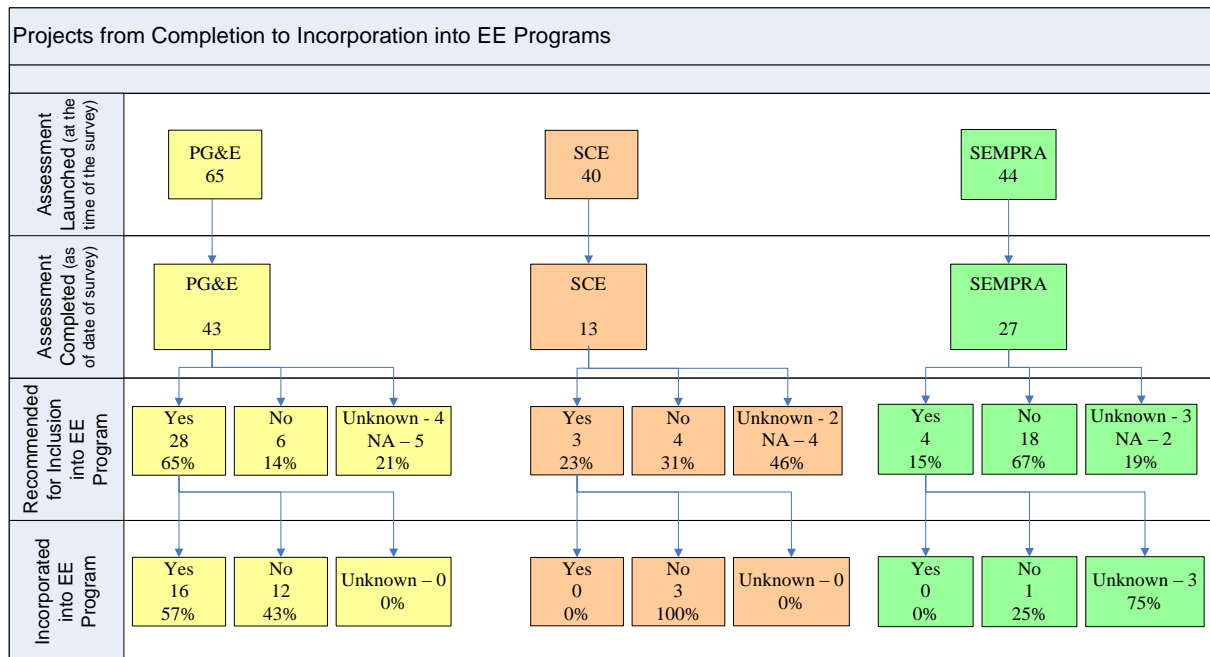 Projects from Completion to Incorporation into EE Programs
Assessment
Launched (at the
time of the survey)
PG&E
65
SCE
40
SEMPRA
44
Assessment
Completed (as
of date of survey)
PG&E
43
SCE
13
SEMPRA
27
Recommended
for Inclusion
into EE
Program
Yes
28
65%
No
6
14%
Unknown - 4
NA – 5
21%
Yes
3
23%
No
4
31%
Unknown - 2
NA – 4
46%
Yes
4
15%
No
18
67%
Unknown - 3
NA – 2
19%
Incorporated
into EE
Program
Yes
16
57%
No
12
43%
Unknown – 0
0%
Yes
0
0%
No
3
100%
Unknown – 0
0%
Yes
0
0%
No
1
25%
Unknown – 3
75%